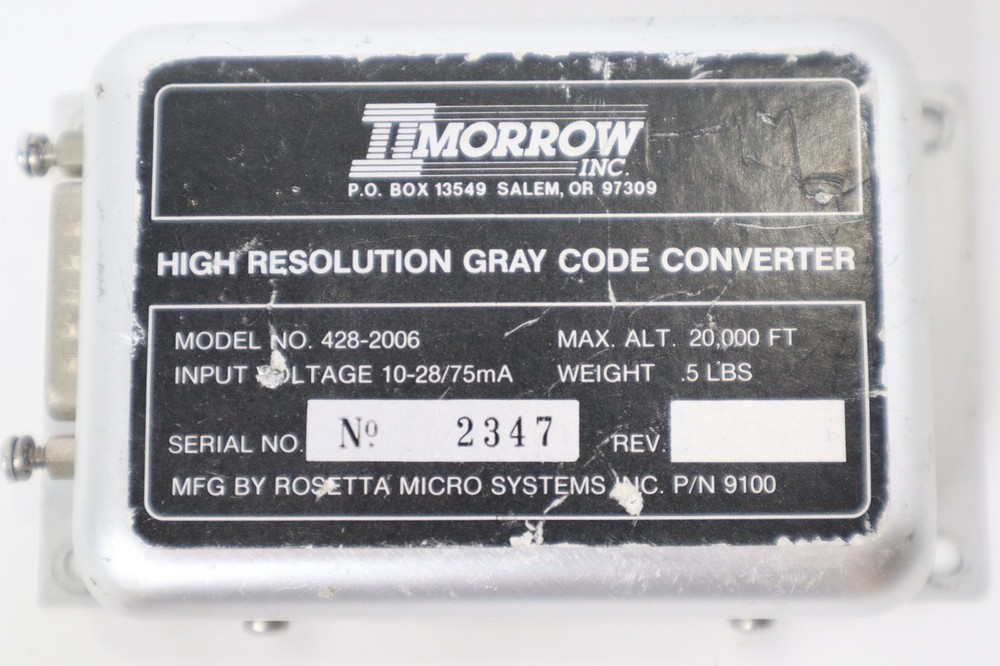 IIMORROW
INC.
P.O. BOX 13549 SALEM, OR 97309
HIGH RESOLUTION GRAY CODE CONVERTER
MODEL NO. 428-2006 MAX. ALT. 20,000 FT
INPUT VOLTAGE 10-28/75mA WEIGHT .5 LBS
SERIAL NO. Nº 2347 REV.
MFG BY ROSETTA MICRO SYSTEMS INC. P/N 9100